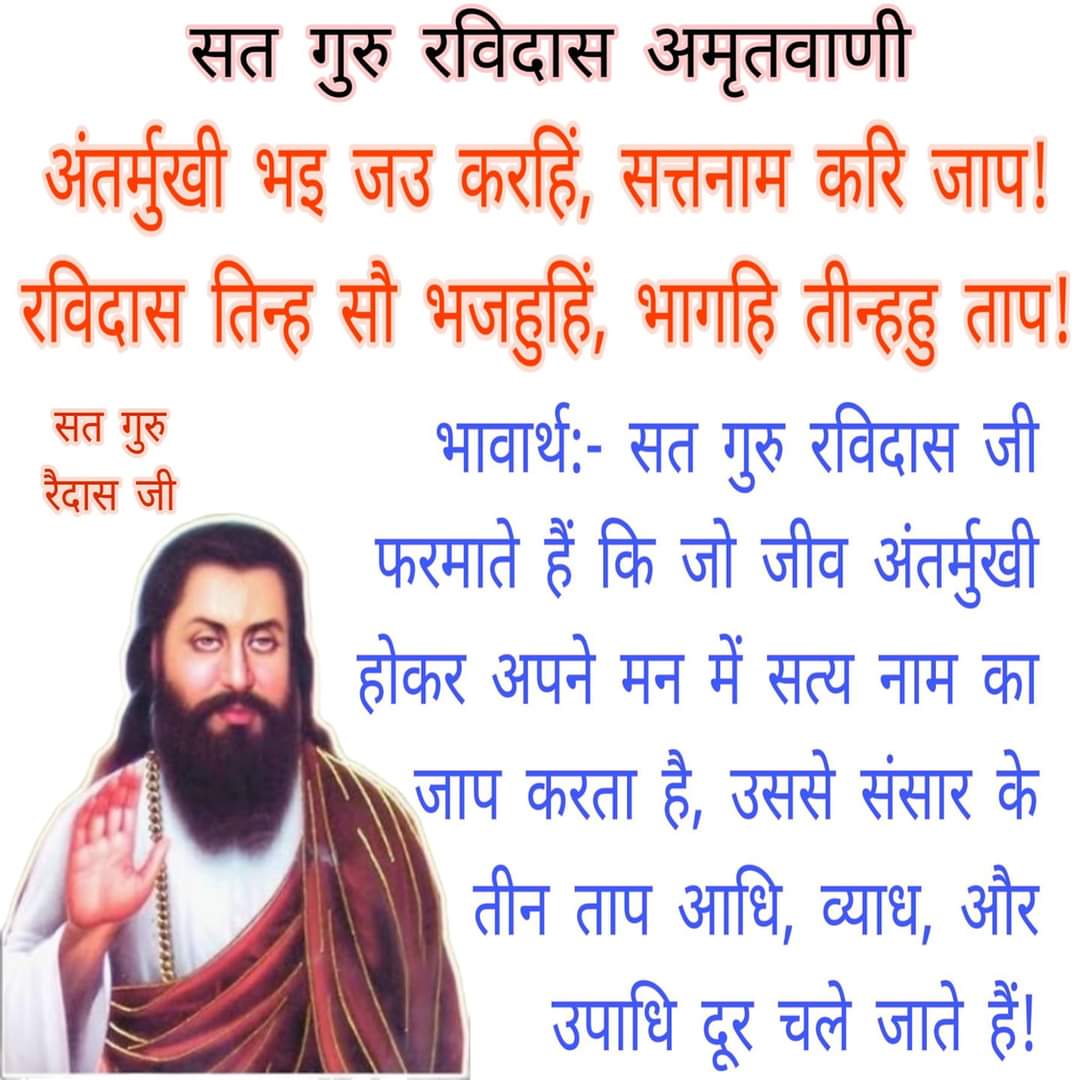 सत गुरु रविदास अमृतवाणी
अंतर्मुखी भइ जउ करहिं, सत्तनाम करि जाप!
रविदास तिन्ह सौ भजहुहिं, भागहि तीन्हहु ताप!
सत गुरु
रैदास जी
भावार्थ:- सत गुरु रविदास जी
फरमाते हैं कि जो जीव अंतर्मुखी
होकर अपने मन में सत्य नाम का
जाप करता है, उससे संसार के
तीन ताप आधि, व्याध, और
उपाधि दूर चले जाते हैं!